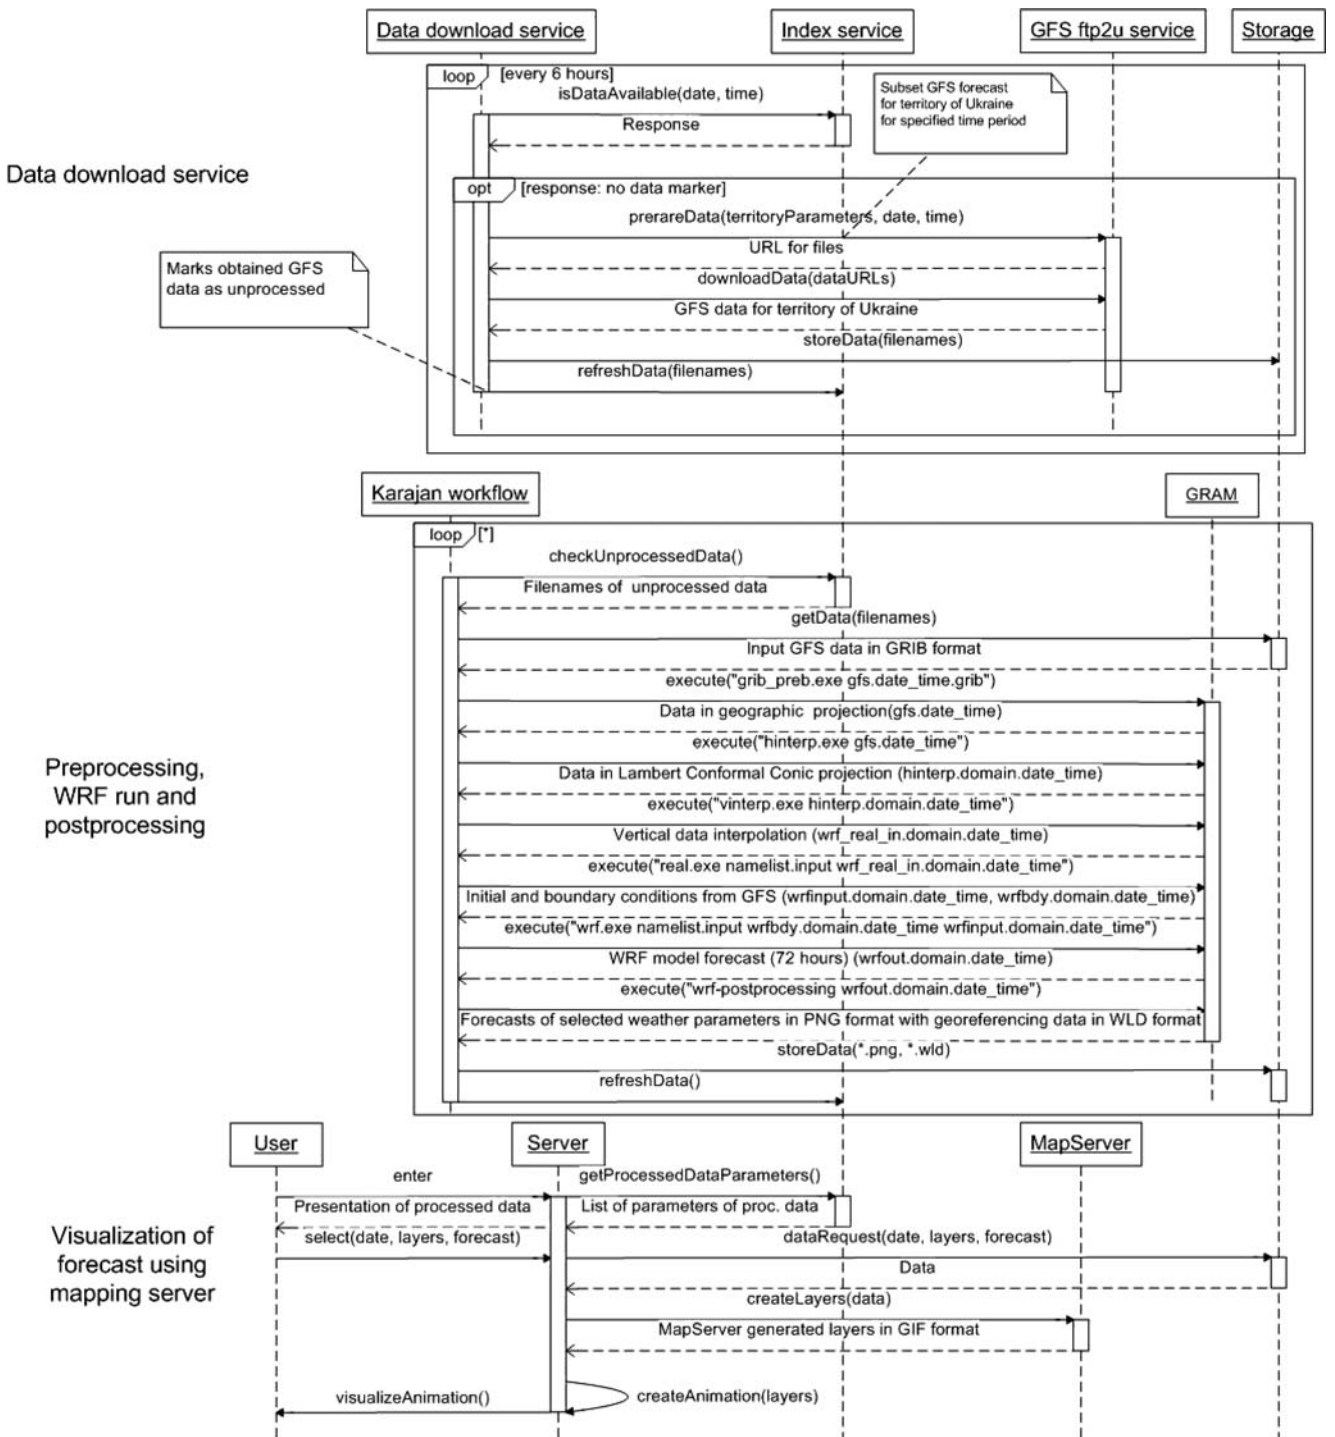 Data download service
Index service
GFS ftp2u service
Storage
loop
[every 6 hours]
isDataAvailable(date, time)
Subset GFS forecast
for territory of Ukraine
for specified time period
Response
Data download service
opt
[response: no data marker]
prerareData(territoryParameters, date, time)
URL for files
Marks obtained GFS
data as unprocessed
downloadData(dataURLs)
GFS data for territory of Ukraine
storeData(filenames)
refreshData(filenames)
Karajan workflow
GRAM
loop
[*]
checkUnprocessedData()
Filenames of unprocessed data
getData(filenames)
Input GFS data in GRIB format
execute("grib_preb.exe gfs.date_time.grib")
Data in geographic projection(gfs.date_time)
execute("hinterp.exe gfs.date_time")
Preprocessing,
WRF run and
postprocessing
Data in Lambert Conformal Conic projection (hinterp.domain.date_time)
execute("vinterp.exe hinterp.domain.date_time")
Vertical data interpolation (wrf_real_in.domain.date_time)
execute("real.exe namelist.input wrf_real_in.domain.date_time")
Initial and boundary conditions from GFS (wrfinput.domain.date_time, wrfbdy.domain.date_time)
execute("wrf.exe namelist.input wrfbdy.domain.date_time wrfinput.domain.date_time")
WRF model forecast (72 hours) (wrfout.domain.date_time)
execute("wrf-postprocessing wrfout.domain.date_time")
Forecasts of selected weather parameters in PNG format with georeferencing data in WLD format
storeData(*.png, *.wld)
refreshData()
User
Server
MapServer
enter
getProcessedDataParameters()
Presentation of processed data
List of parameters of proc. data
Visualization of
forecast using
mapping server
select(date, layers, forecast)
dataRequest(date, layers, forecast)
Data
createLayers(data)
MapServer generated layers in GIF format
visualizeAnimation()
createAnimation(layers)